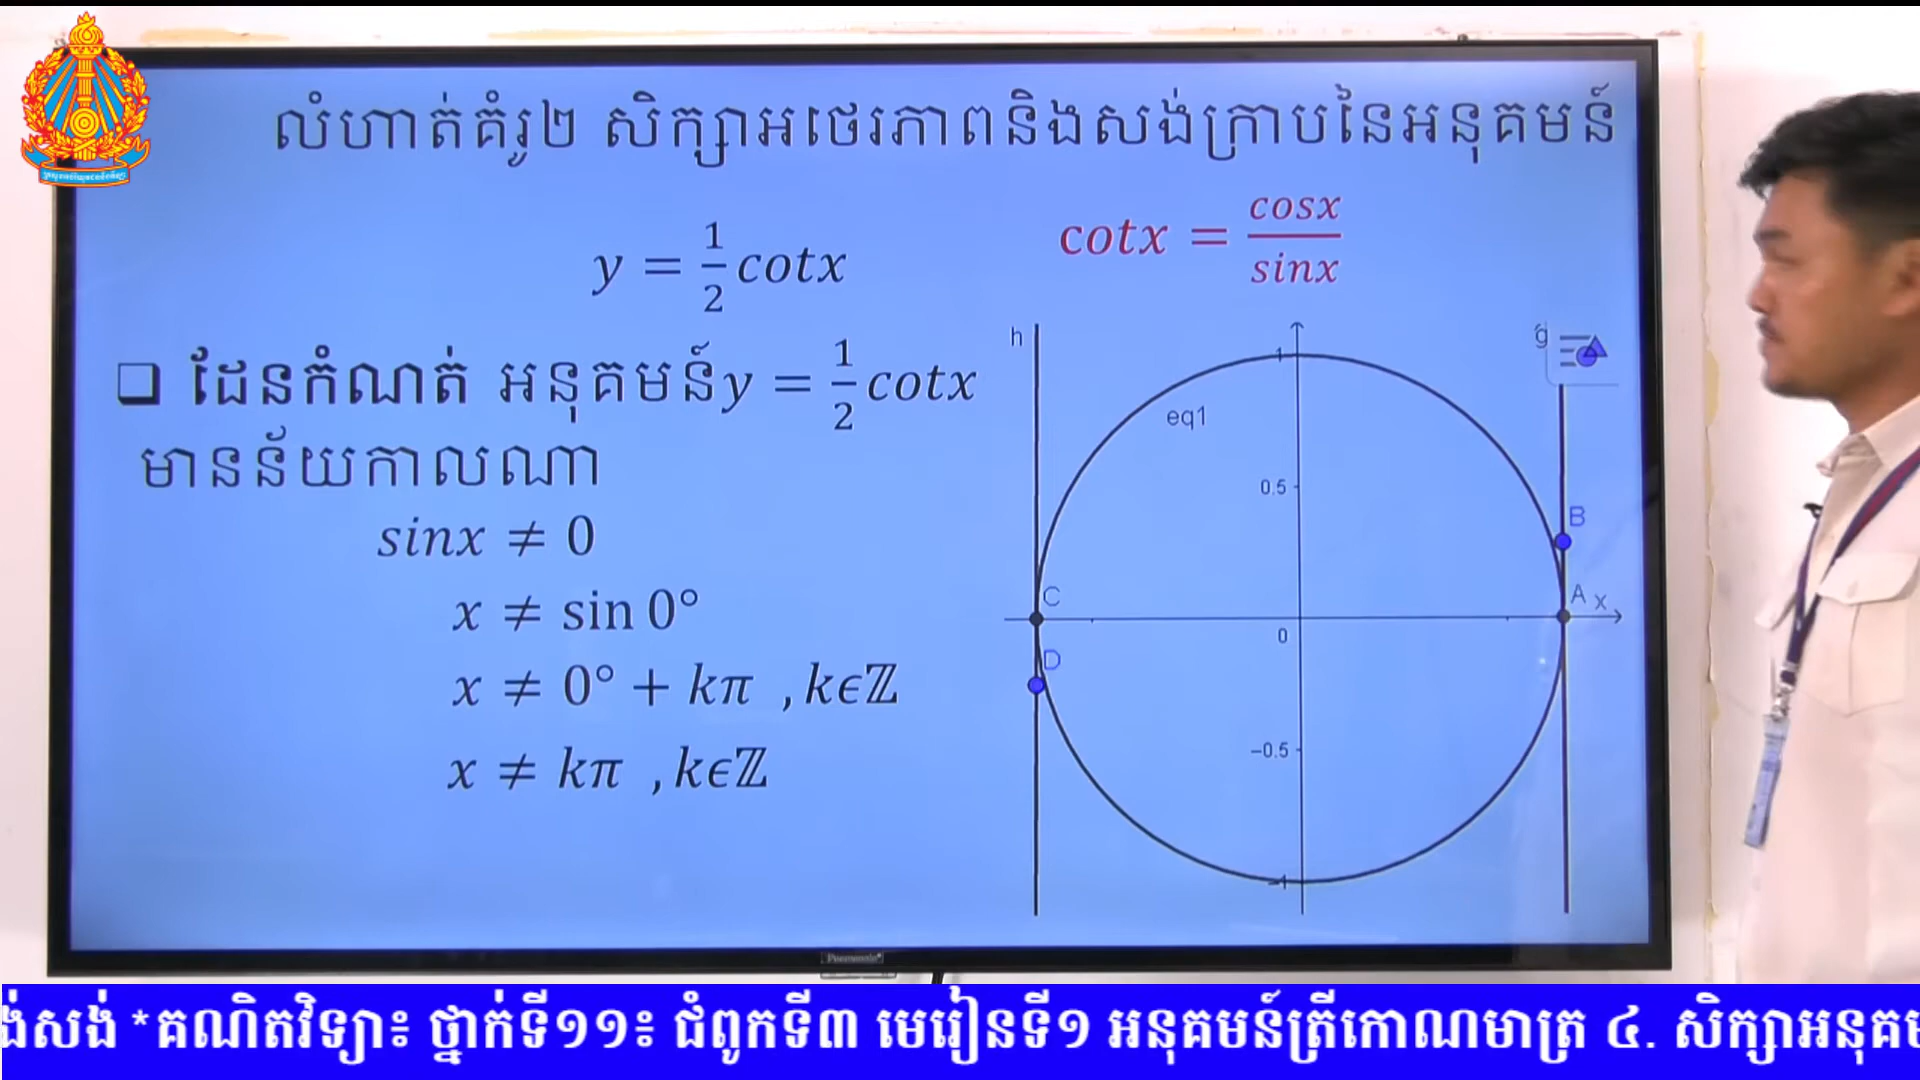 លំហាត់គំរូ២ សិក្សាអថេរភាពនិងសង់ក្រាបនៃអនុគមន៍
y = 1/2 cotx
cotx = cosx/sinx
❑ ដែនកំណត់ អនុគមន៍y = 1/2 cotx
មានន័យកាលណា
sinx ≠ 0
x ≠ sin 0°
x ≠ 0° + kπ , kϵℤ
x ≠ kπ , kϵℤ
h
g
1
eq1
0.5
B
C
A x
0
D
−0.5
−1
ង់សង់ *គណិតវិទ្យា៖ ថ្នាក់ទី១១៖ ជំពូកទី៣ មេរៀនទី១ អនុគមន៍ត្រីកោណមាត្រ ៤. សិក្សាអនុគម